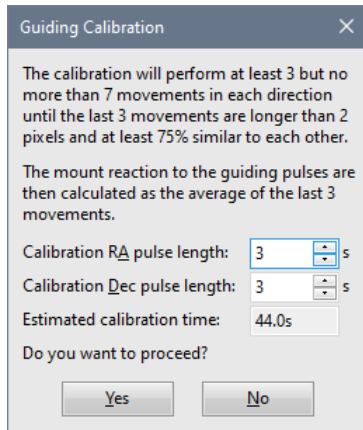 Guiding Calibration
The calibration will perform at least 3 but no
more than 7 movements in each direction
until the last 3 movements are longer than 2
pixels and at least 75% similar to each other.
The mount reaction to the guiding pulses are
then calculated as the average of the last 3
movements.
Calibration RA pulse length: 3 s
Calibration Dec pulse length: 3 s
Estimated calibration time: 44.0s
Do you want to proceed?
Yes No